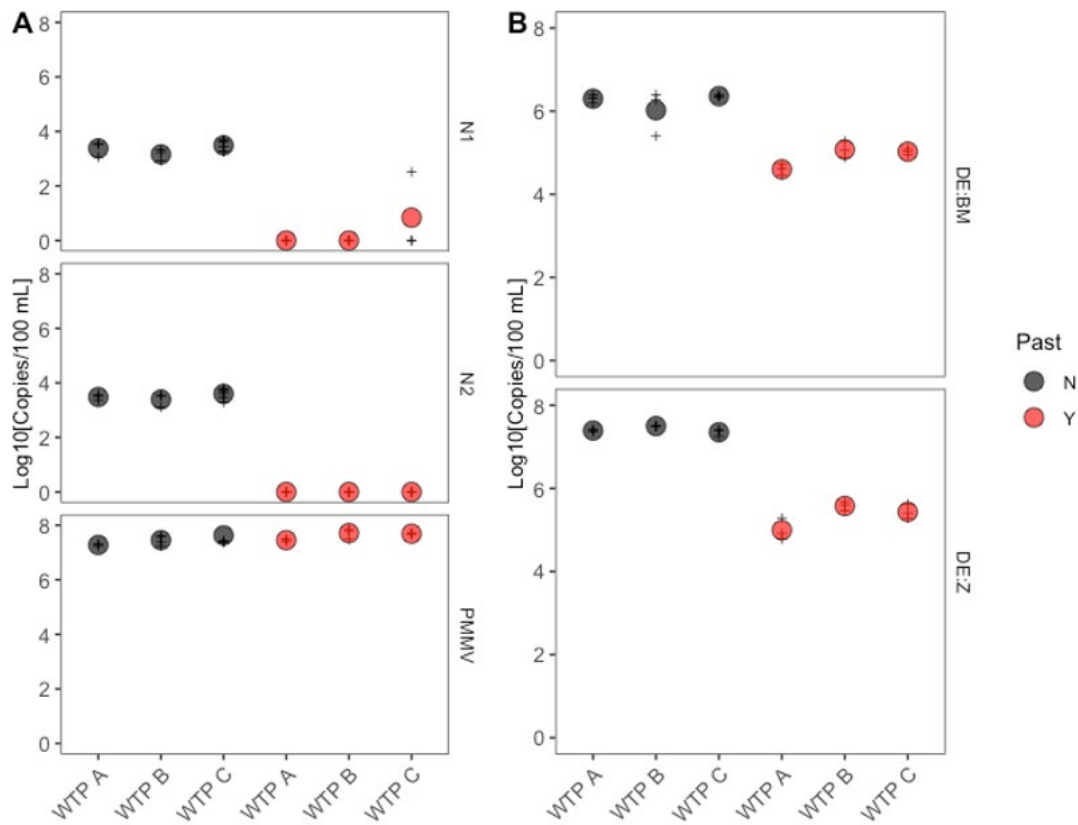 A
8
6
4
2
0
N1
8
6
4
2
0
N2
8
6
4
2
0
PMMV
Log10[Copies/100 mL]
WTP A
WTP B
WTP C
WTP A
WTP B
WTP C
B
8
6
4
2
0
DE:BM
8
6
4
2
0
DE:Z
Log10[Copies/100 mL]
WTP A
WTP B
WTP C
WTP A
WTP B
WTP C
Past
N
Y